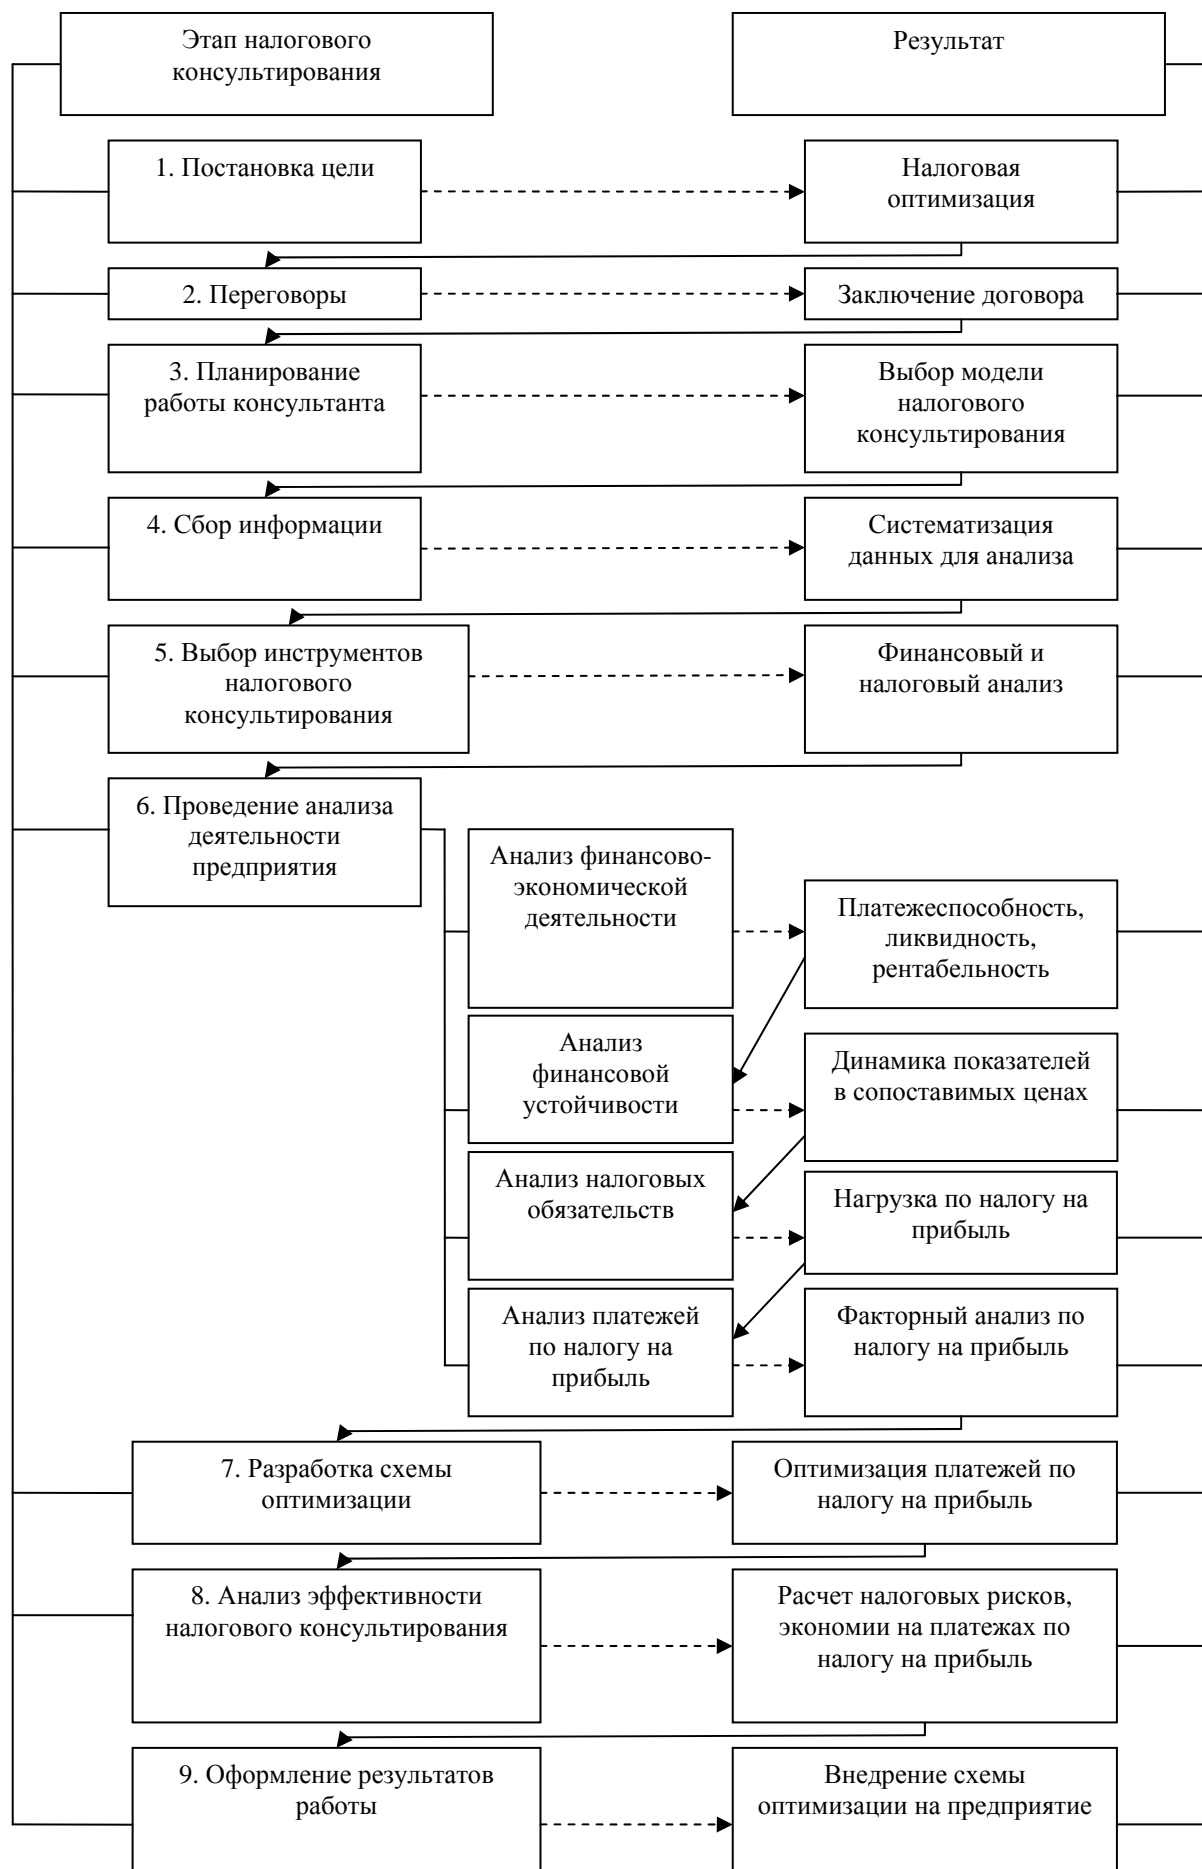 Этап налогового
консультирования
Результат
1. Постановка цели
Налоговая
оптимизация
2. Переговоры
Заключение договора
3. Планирование
работы консультанта
Выбор модели
налогового
консультирования
4. Сбор информации
Систематизация
данных для анализа
5. Выбор инструментов
налогового
консультирования
Финансовый и
налоговый анализ
6. Проведение анализа
деятельности
предприятия
Анализ финансово-
экономической
деятельности
Платежеспособность,
ликвидность,
рентабельность
Анализ
финансовой
устойчивости
Динамика показателей
в сопоставимых ценах
Анализ налоговых
обязательств
Нагрузка по налогу на
прибыль
Анализ платежей
по налогу на
прибыль
Факторный анализ по
налогу на прибыль
7. Разработка схемы
оптимизации
Оптимизация платежей по
налогу на прибыль
8. Анализ эффективности
налогового консультирования
Расчет налоговых рисков,
экономии на платежах по
налогу на прибыль
9. Оформление результатов
работы
Внедрение схемы
оптимизации на предприятие